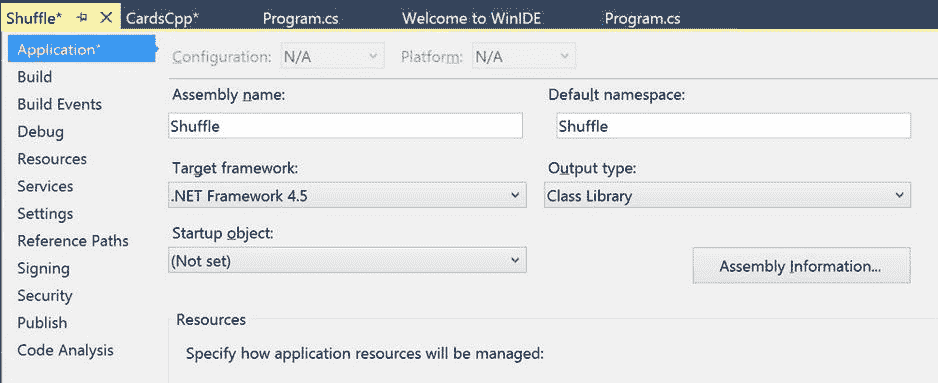 Shuffle* CardsCpp* Program.cs Welcome to WinIDE Program.cs
Application*
Configuration: N/A Platform: N/A
Build
Assembly name: Default namespace:
Build Events
Shuffle Shuffle
Debug
Resources
Target framework: Output type:
Services
.NET Framework 4.5 Class Library
Settings
Startup object:
Reference Paths
(Not set)
Signing
Assembly Information...
Security
Publish
Resources
Code Analysis
Specify how application resources will be managed: